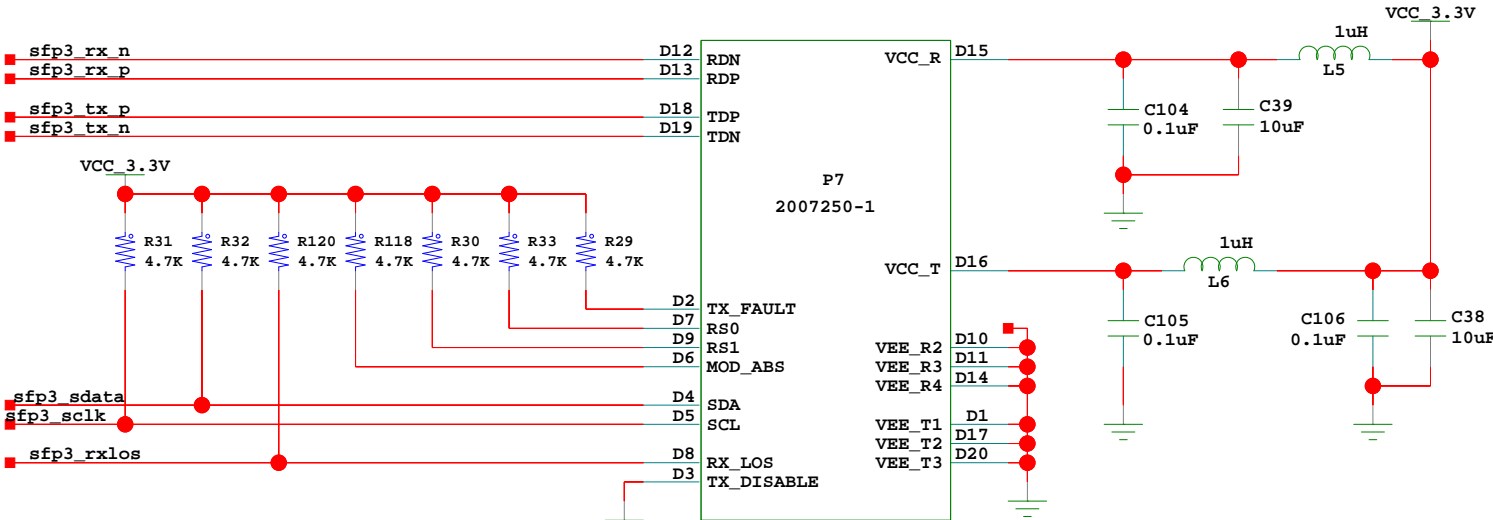 VCC_3.3V
1uH
L5
sfp3_rx_n
D12
RDN
VCC_R
D15
sfp3_rx_p
D13
RDP
sfp3_tx_p
D18
TDP
C104
0.1uF
C39
10uF
sfp3_tx_n
D19
TDN
VCC_3.3V
P7
2007250-1
R31
4.7K
R32
4.7K
R120
4.7K
R118
4.7K
R30
4.7K
R33
4.7K
R29
4.7K
1uH
L6
VCC_T
D16
D2
TX_FAULT
D7
RS0
D9
RS1
D6
MOD_ABS
C105
0.1uF
C106
0.1uF
C38
10uF
VEE_R2
D10
VEE_R3
D11
VEE_R4
D14
sfp3_sdata
D4
SDA
sfp3_sclk
D5
SCL
VEE_T1
D1
VEE_T2
D17
VEE_T3
D20
sfp3_rxlos
D8
RX_LOS
D3
TX_DISABLE